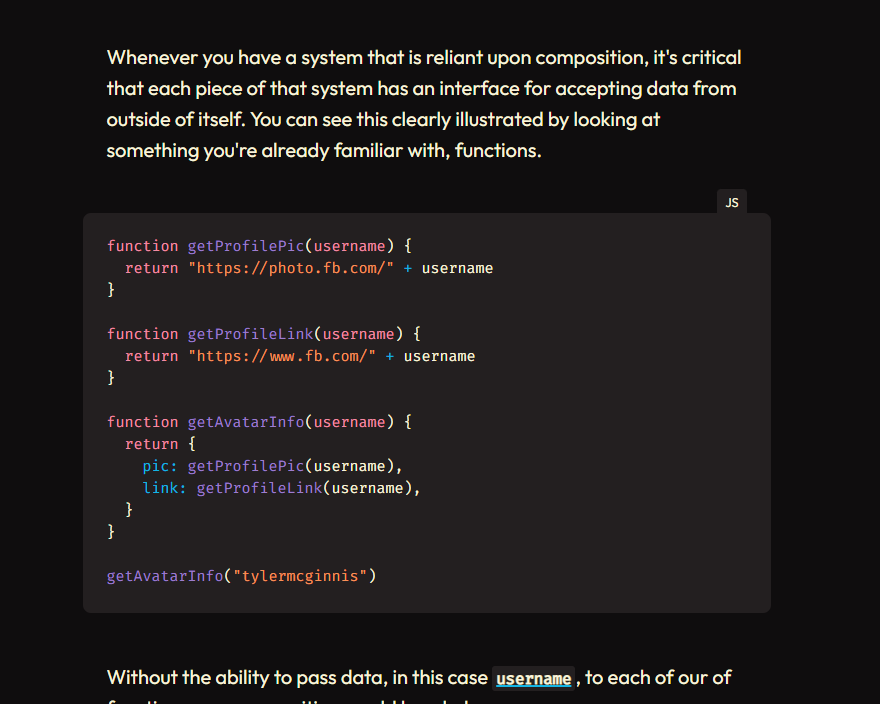 Whenever you have a system that is reliant upon composition, it's critical
that each piece of that system has an interface for accepting data from
outside of itself. You can see this clearly illustrated by looking at
something you're already familiar with, functions.
JS
function getProfilePic(username) {
  return "https://photo.fb.com/" + username
}
function getProfileLink(username) {
  return "https://www.fb.com/" + username
}
function getAvatarInfo(username) {
  return {
    pic: getProfilePic(username),
    link: getProfileLink(username),
  }
}
getAvatarInfo("tylermcginnis")
Without the ability to pass data, in this case username, to each of our of